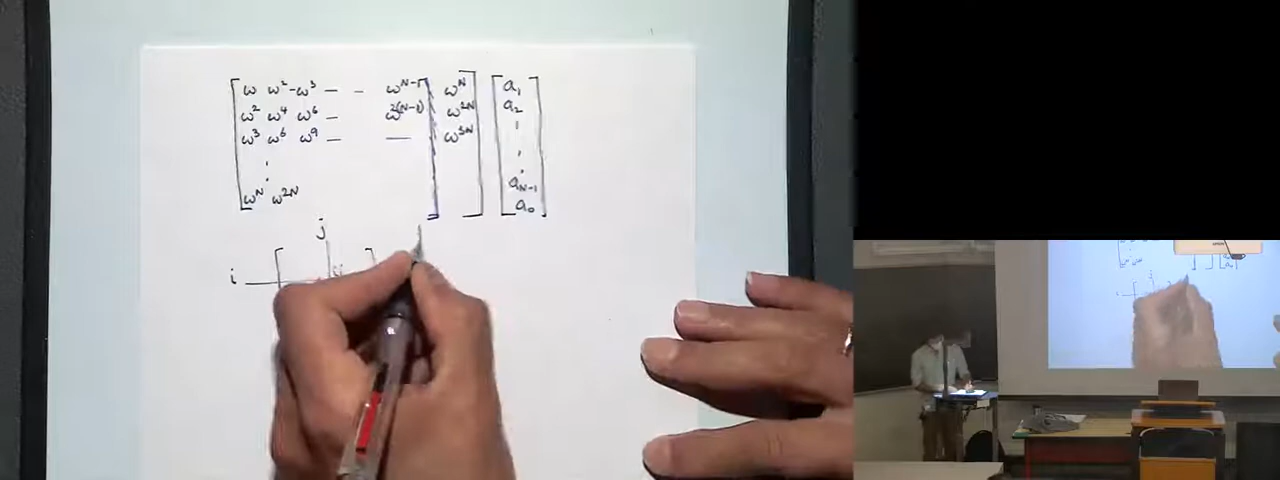 ω ω² - ω³ — - ω^{N-1} ω^N a₁
ω² ω⁴ ω⁶ — ω^{2(N-1)} ω^{2N} a₂
ω³ ω⁶ ω⁹ — — ω^{3N}
a_{N-1}
ω^N ω^{2N} a₀
j
i